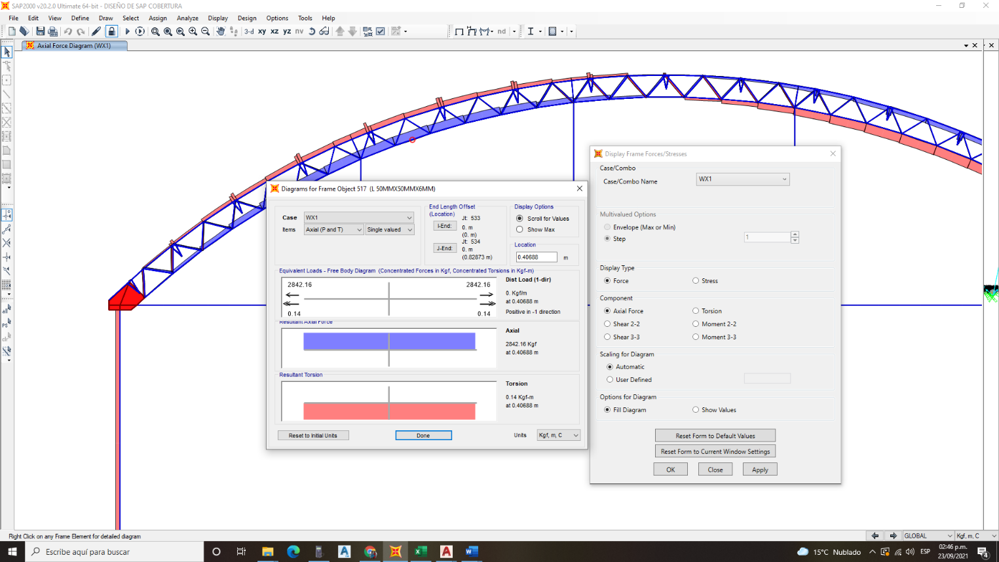 SAP2000 v20.2.0 Ultimate 64-bit - DISEÑO DE SAP COBERTURA
File Edit View Define Draw Select Assign Analyze Display Design Options Tools Help
3-d xy xz yz nv nd
Axial Force Diagram (WX1)
Display Frame Forces/Stresses
Case/Combo
Case/Combo Name WX1
Multivalued Options
Envelope (Max or Min)
Step 1
Display Type
Force Stress
Component
Axial Force Torsion
Shear 2-2 Moment 2-2
Shear 3-3 Moment 3-3
Scaling for Diagram
Automatic
User Defined
Options for Diagram
Fill Diagram Show Values
Reset Form to Default Values
Reset Form to Current Window Settings
OK Close Apply
Diagrams for Frame Object 517 (L 50MMX50MMX6MM)
Case WX1
Items Axial (P and T) Single valued
End Length Offset
(Location)
Jt: 533
I-End: 0. m
(0. m)
Jt: 534
J-End: 0. m
(0.82873 m)
Display Options
Scroll for Values
Show Max
Location
0.40688 m
Equivalent Loads - Free Body Diagram (Concentrated Forces in Kgf, Concentrated Torsions in Kgf-m)
2842.16 2842.16
0.14 0.14
Dist Load (1-dir)
0. Kgf/m
at 0.40688 m
Positive in -1 direction
Resultant Axial Force
Axial
2842.16 Kgf
at 0.40688 m
Resultant Torsion
Torsion
0.14 Kgf-m
at 0.40688 m
Reset to Initial Units Done Units Kgf, m, C
all
PS
clr
Right Click on any Frame Element for detailed diagram
GLOBAL Kgf, m, C
Escribe aquí para buscar
15°C Nublado
ESP
02:46 p.m.
23/09/2021
4